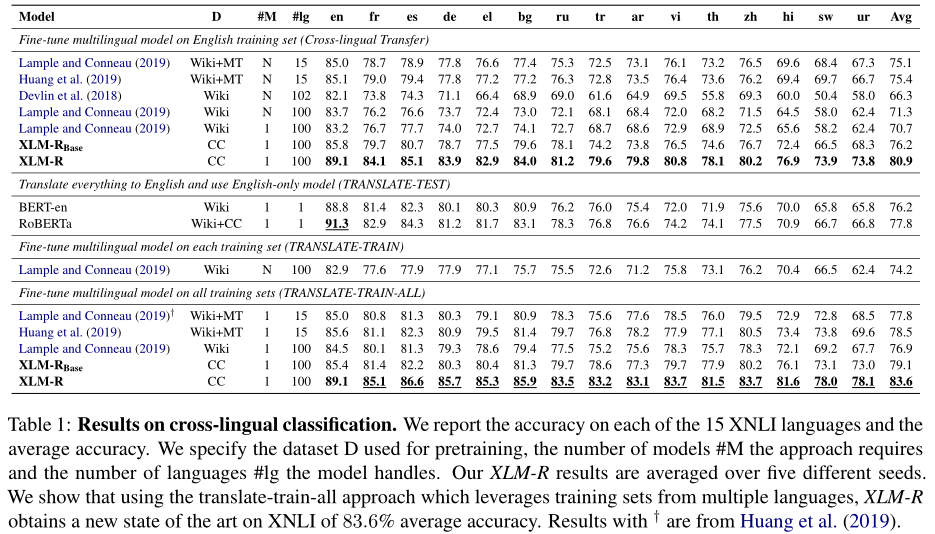 Model D #M #lg en fr es de el bg ru tr ar vi th zh hi sw ur Avg
Fine-tune multilingual model on English training set (Cross-lingual Transfer)
Lample and Conneau (2019) Wiki+MT N 15 85.0 78.7 78.9 77.8 76.6 77.4 75.3 72.5 73.1 76.1 73.2 76.5 69.6 68.4 67.3 75.1
Huang et al. (2019) Wiki+MT N 15 85.1 79.0 79.4 77.8 77.2 77.2 76.3 72.8 73.5 76.4 73.6 76.2 69.4 69.7 66.7 75.4
Devlin et al. (2018) Wiki N 102 82.1 73.8 74.3 71.1 66.4 68.9 69.0 61.6 64.9 69.5 55.8 69.3 60.0 50.4 58.0 66.3
Lample and Conneau (2019) Wiki N 100 83.7 76.2 76.6 73.7 72.4 73.0 72.1 68.1 68.4 72.0 68.2 71.5 64.5 58.0 62.4 71.3
Lample and Conneau (2019) Wiki 1 100 83.2 76.7 77.7 74.0 72.7 74.1 72.7 68.7 68.6 72.9 68.9 72.5 65.6 58.2 62.4 70.7
XLM-RBase CC 1 100 85.8 79.7 80.7 78.7 77.5 79.6 78.1 74.2 73.8 76.5 74.6 76.7 72.4 66.5 68.3 76.2
XLM-R CC 1 100 89.1 84.1 85.1 83.9 82.9 84.0 81.2 79.6 79.8 80.8 78.1 80.2 76.9 73.9 73.8 80.9
Translate everything to English and use English-only model (TRANSLATE-TEST)
BERT-en Wiki 1 1 88.8 81.4 82.3 80.1 80.3 80.9 76.2 76.0 75.4 72.0 71.9 75.6 70.0 65.8 65.8 76.2
RoBERTa Wiki+CC 1 1 91.3 82.9 84.3 81.2 81.7 83.1 78.3 76.8 76.6 74.2 74.1 77.5 70.9 66.7 66.8 77.8
Fine-tune multilingual model on each training set (TRANSLATE-TRAIN)
Lample and Conneau (2019) Wiki N 100 82.9 77.6 77.9 77.9 77.1 75.7 75.5 72.6 71.2 75.8 73.1 76.2 70.4 66.5 62.4 74.2
Fine-tune multilingual model on all training sets (TRANSLATE-TRAIN-ALL)
Lample and Conneau (2019)† Wiki+MT 1 15 85.0 80.8 81.3 80.3 79.1 80.9 78.3 75.6 77.6 78.5 76.0 79.5 72.9 72.8 68.5 77.8
Huang et al. (2019) Wiki+MT 1 15 85.6 81.1 82.3 80.9 79.5 81.4 79.7 76.8 78.2 77.9 77.1 80.5 73.4 73.8 69.6 78.5
Lample and Conneau (2019) Wiki 1 100 84.5 80.1 81.3 79.3 78.6 79.4 77.5 75.2 75.6 78.3 75.7 78.3 72.1 69.2 67.7 76.9
XLM-RBase CC 1 100 85.4 81.4 82.2 80.3 80.4 81.3 79.7 78.6 77.3 79.7 77.9 80.2 76.1 73.1 73.0 79.1
XLM-R CC 1 100 89.1 85.1 86.6 85.7 85.3 85.9 83.5 83.2 83.1 83.7 81.5 83.7 81.6 78.0 78.1 83.6
Table 1: Results on cross-lingual classification. We report the accuracy on each of the 15 XNLI languages and the
average accuracy. We specify the dataset D used for pretraining, the number of models #M the approach requires
and the number of languages #lg the model handles. Our XLM-R results are averaged over five different seeds.
We show that using the translate-train-all approach which leverages training sets from multiple languages, XLM-R
obtains a new state of the art on XNLI of 83.6% average accuracy. Results with † are from Huang et al. (2019).